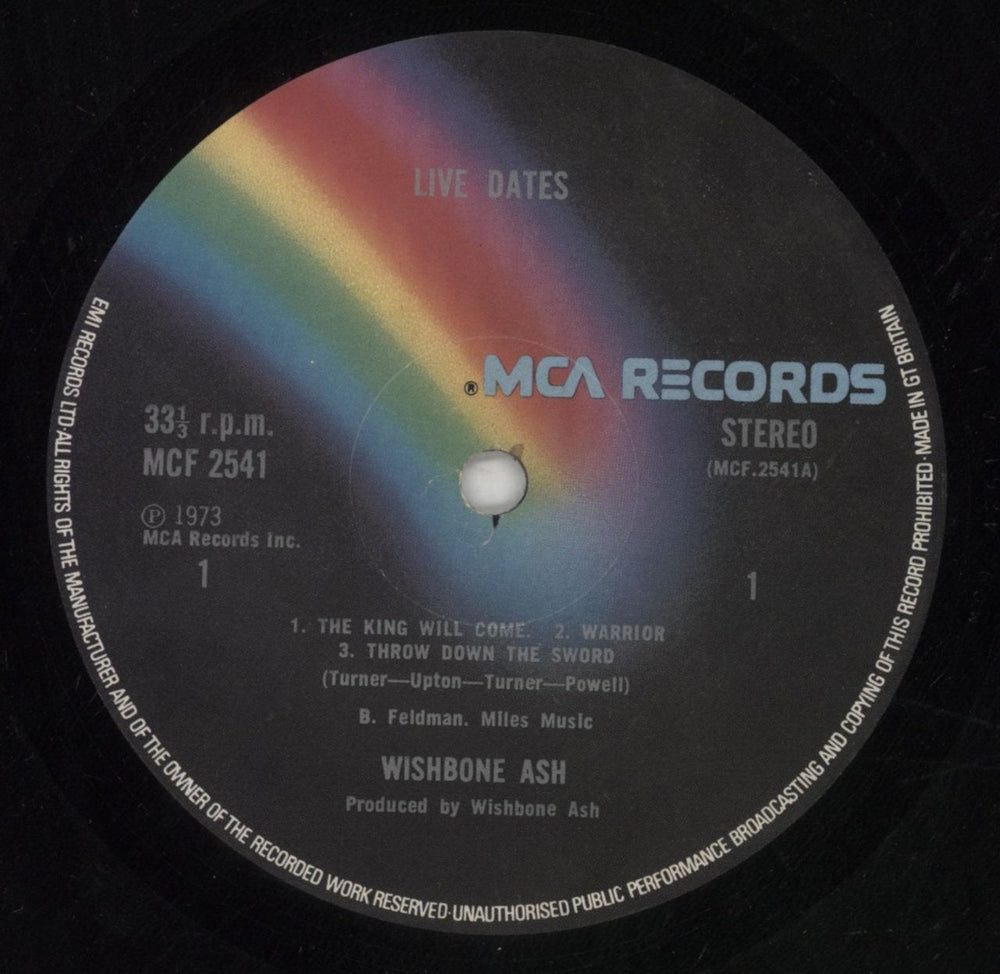 LIVE DATES
® MCA RECORDS
33⅓ r.p.m.
STEREO
MCF 2541
(MCF.2541A)
Ⓟ 1973
MCA Records Inc.
1
1
1. THE KING WILL COME. 2. WARRIOR
3. THROW DOWN THE SWORD
(Turner—Upton—Turner—Powell)
B. Feldman. Miles Music
WISHBONE ASH
Produced by Wishbone Ash
EMI RECORDS LTD·ALL RIGHTS OF THE MANUFACTURER AND OF THE OWNER OF THE RECORDED WORK RESERVED·UNAUTHORISED PUBLIC PERFORMANCE BROADCASTING AND COPYING OF THIS RECORD PROHIBITED·MADE IN GT BRITAIN